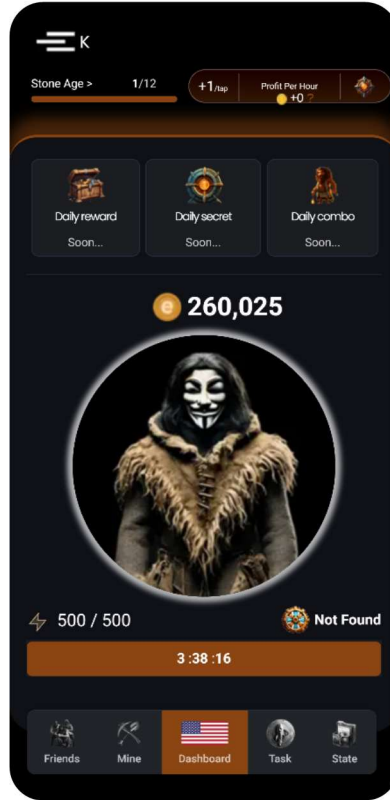 K
Stone Age > 1/12
+1/tap
Profit Per Hour
+0 ?
Daily reward Daily secret Daily combo
Soon... Soon... Soon...
e 260,025
500 / 500 Not Found
3 :38 :16
Friends Mine Dashboard Task State